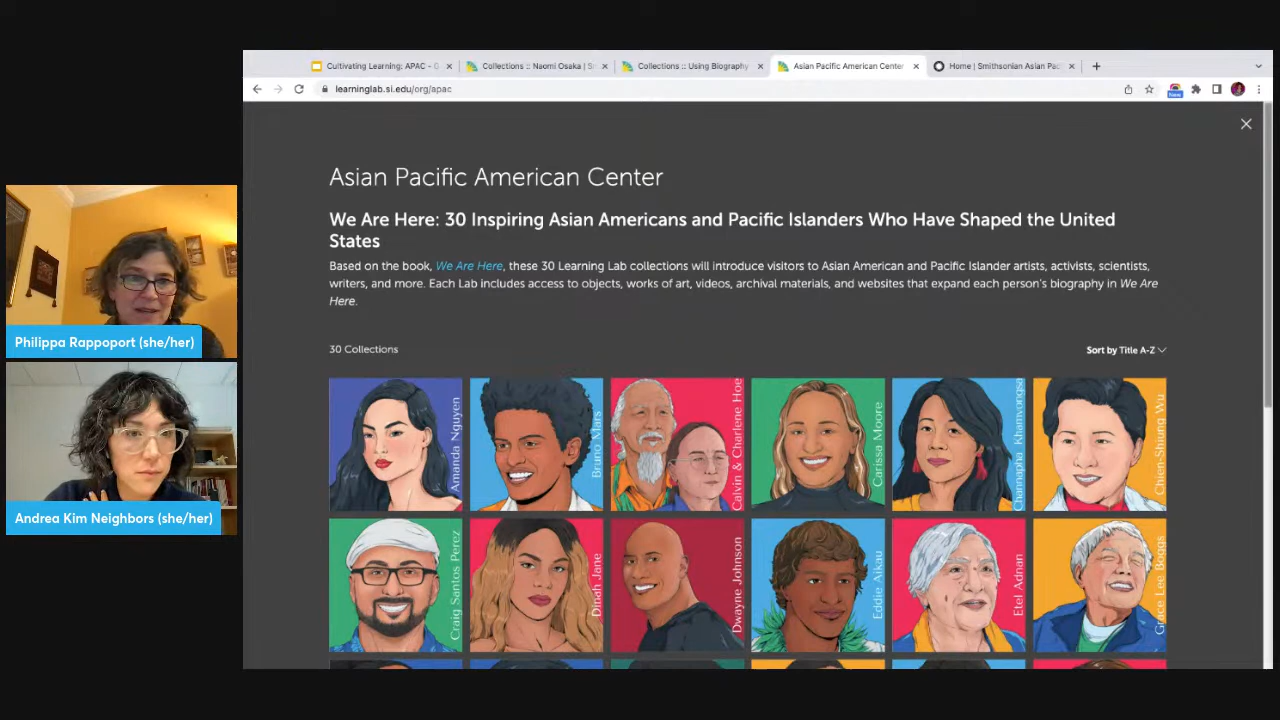 Cultivating Learning: APAC - G
Collections :: Naomi Osaka | Sm
Collections :: Using Biography
Asian Pacific American Center
Home | Smithsonian Asian Pac
learninglab.si.edu/org/apac
New
Asian Pacific American Center
We Are Here: 30 Inspiring Asian Americans and Pacific Islanders Who Have Shaped the United
States
Based on the book, We Are Here, these 30 Learning Lab collections will introduce visitors to Asian American and Pacific Islander artists, activists, scientists,
writers, and more. Each Lab includes access to objects, works of art, videos, archival materials, and websites that expand each person's biography in We Are
Here.
30 Collections
Sort by Title A-Z
Amanda Nguyen
Bruno Mars
Calvin & Charlene Hoe
Carissa Moore
Channapha Khamvongsa
Chien-Shiung Wu
Craig Santos Perez
Dinah Jane
Dwayne Johnson
Eddie Aikau
Etel Adnan
Grace Lee Boggs
Philippa Rappoport (she/her)
Andrea Kim Neighbors (she/her)